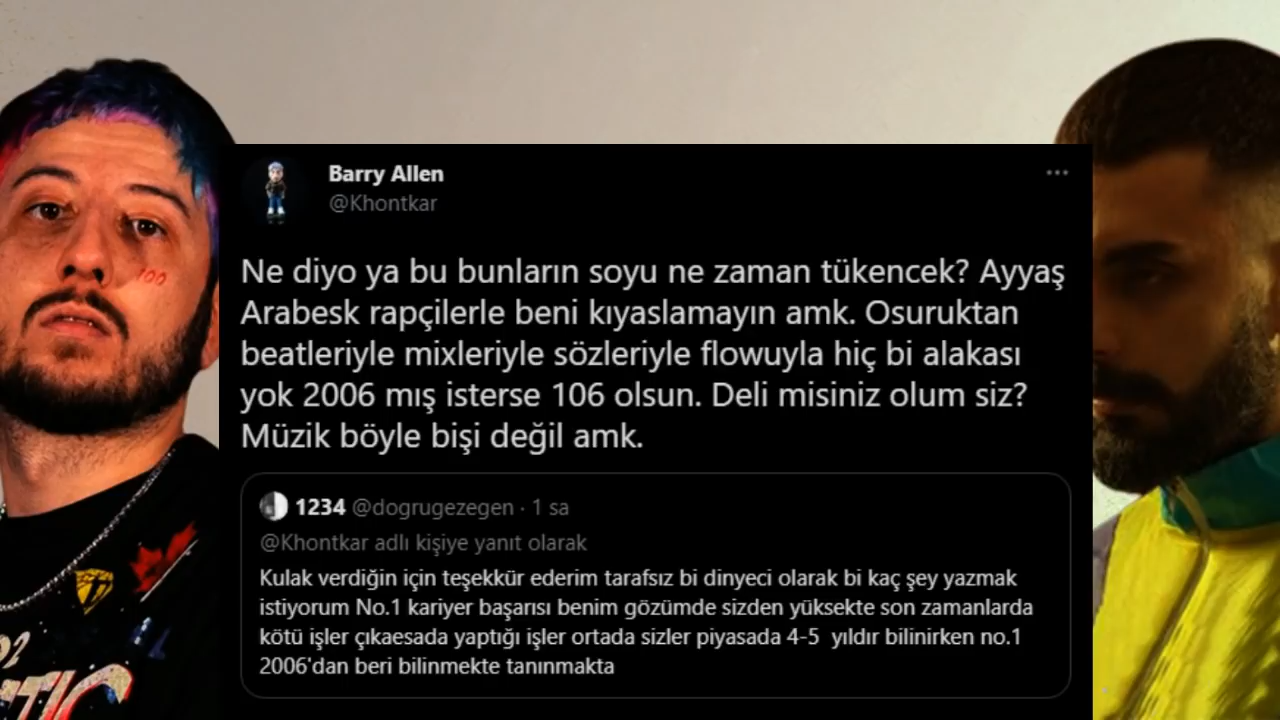 Barry Allen
@Khontkar
Ne diyo ya bu bunların soyu ne zaman tükencek? Ayyaş
Arabesk rapçilerle beni kıyaslamayın amk. Osuruktan
beatleriyle mixleriyle sözleriyle flowuyla hiç bi alakası
yok 2006 mış isterse 106 olsun. Deli misiniz olum siz?
Müzik böyle bişi değil amk.
1234 @dogrugezegen · 1 sa
@Khontkar adlı kişiye yanıt olarak
Kulak verdiğin için teşekkür ederim tarafsız bi dinyeci olarak bi kaç şey yazmak
istiyorum No.1 kariyer başarısı benim gözümde sizden yüksekte son zamanlarda
kötü işler çıkaesada yaptığı işler ortada sizler piyasada 4-5 yıldır bilinirken no.1
2006'dan beri bilinmekte tanınmakta
100